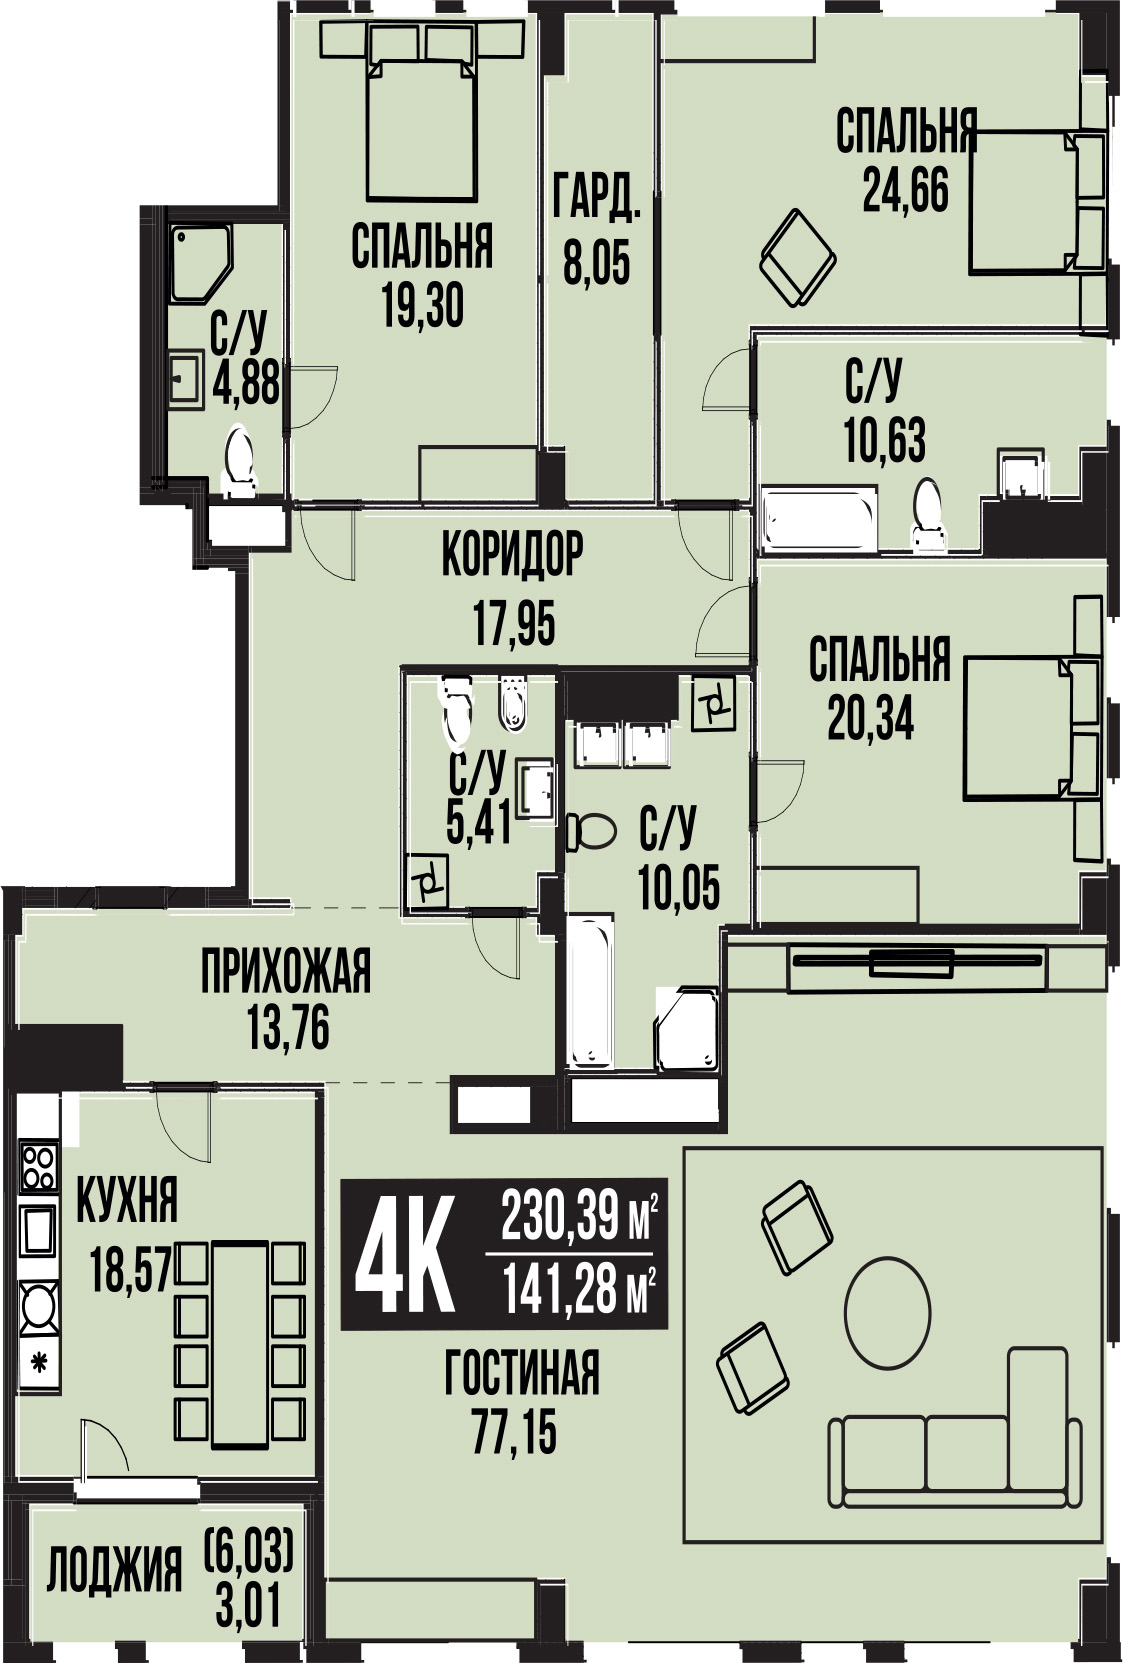 СПАЛЬНЯ
24,66
ГАРД.
8,05
СПАЛЬНЯ
19,30
С/У
4,88
С/У
10,63
КОРИДОР
17,95
СПАЛЬНЯ
20,34
С/У
5,41
С/У
10,05
ПРИХОЖАЯ
13,76
КУХНЯ
18,57
4К
230,39 м²
141,28 м²
ГОСТИНАЯ
77,15
ЛОДЖИЯ
(6,03)
3,01